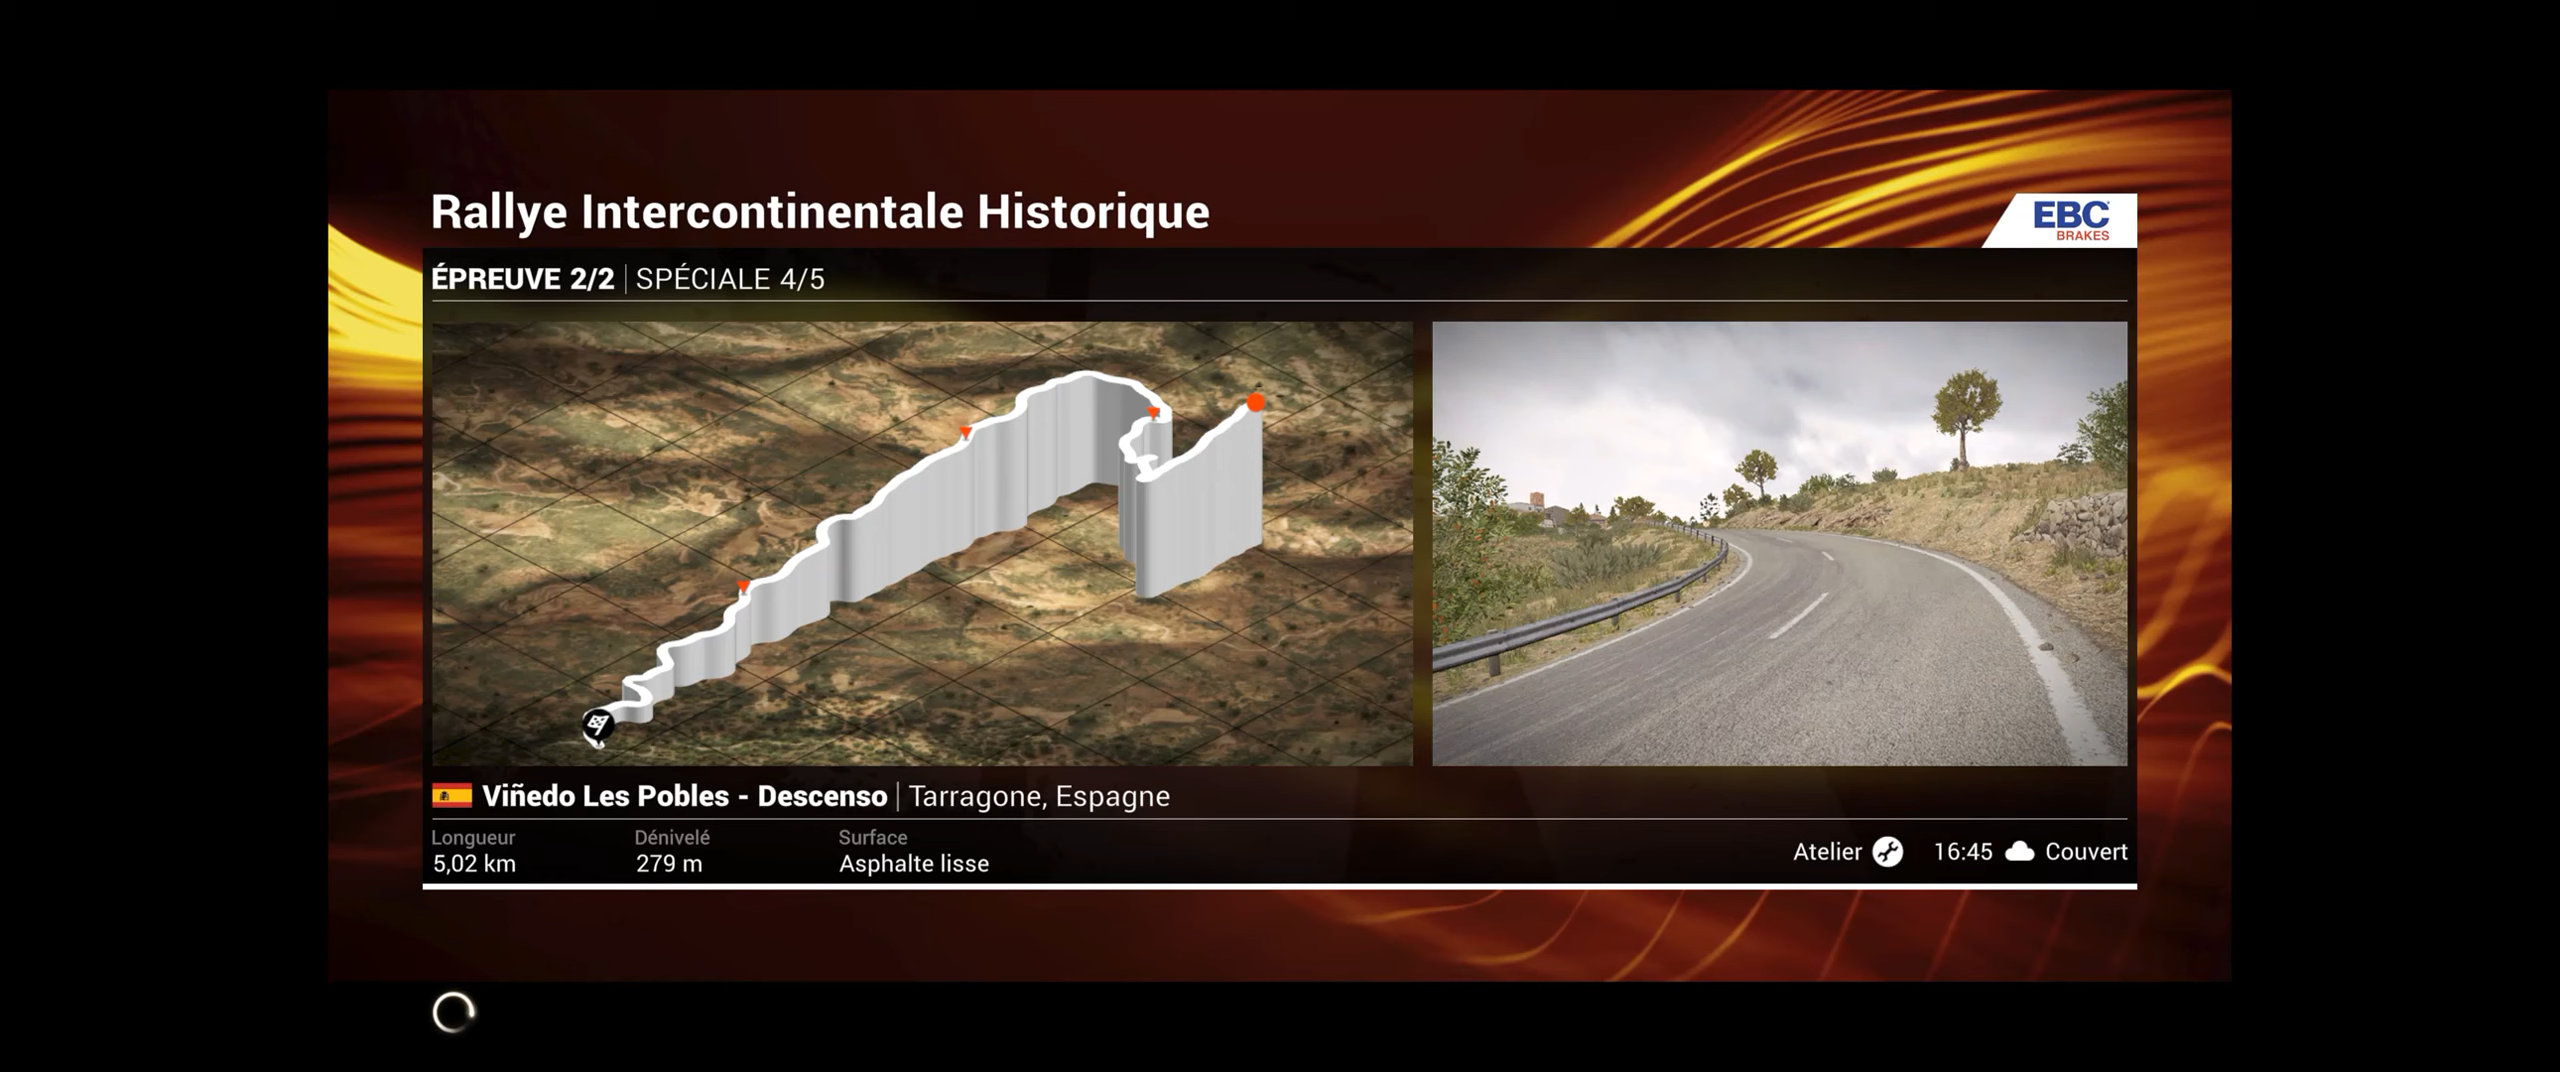 Rallye Intercontinentale Historique
EBC
BRAKES
ÉPREUVE 2/2 | SPÉCIALE 4/5
Viñedo Les Pobles - Descenso | Tarragone, Espagne
Longueur Dénivelé Surface
5,02 km 279 m Asphalte lisse
Atelier 16:45 Couvert